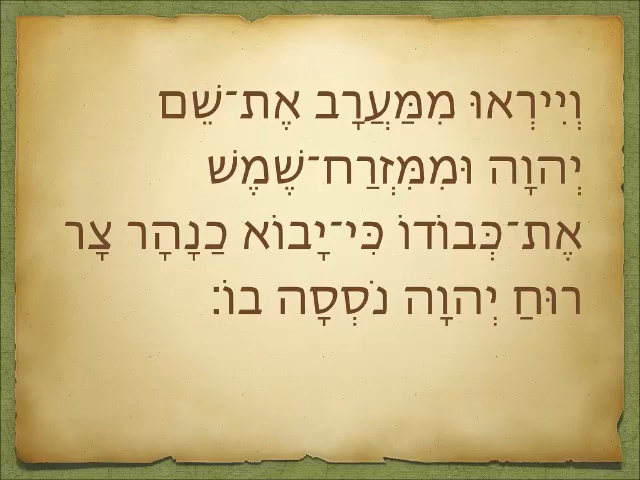 וְיִירְאוּ מִמַּעֲרָב אֶת־שֵׁם
יְהוָה וּמִמִּזְרַח־שֶׁמֶשׁ
אֶת־כְּבוֹדוֹ כִּי־יָבוֹא כַנָּהָר צָר
רוּחַ יְהוָה נֹסְסָה בוֹ׃